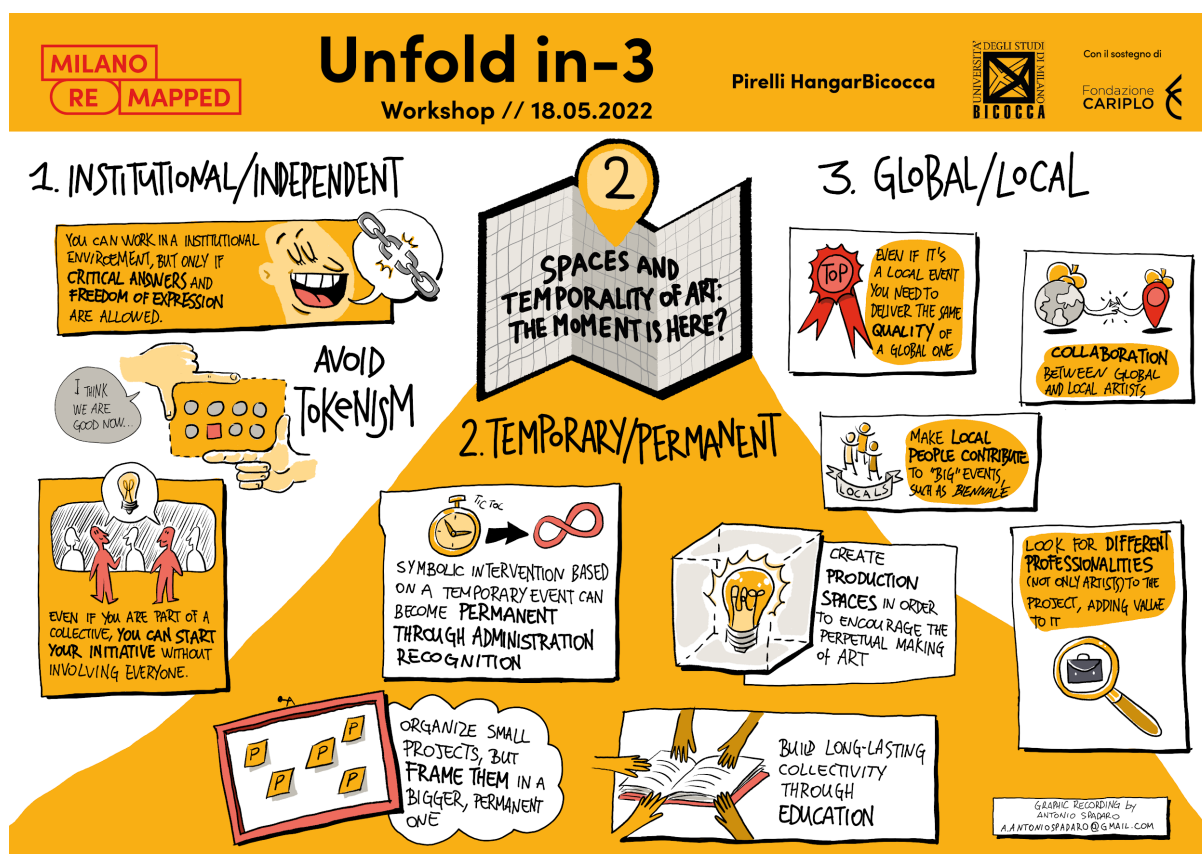 MILANO
RE MAPPED
Unfold in-3
Workshop // 18.05.2022
Pirelli HangarBicocca
UNIVERSITÀ DEGLI STUDI DI MILANO
BICOCCA
Con il sostegno di
Fondazione
CARIPLO
1. INSTITUTIONAL/INDEPENDENT
YOU CAN WORK IN A INSTITUTIONAL
ENVIROEMENT, BUT ONLY IF
CRITICAL ANSWERS AND
FREEDOM OF EXPRESSION
ARE ALLOWED.
I THINK
WE ARE
GOOD NOW...
AVOID
TOKENISM
EVEN IF YOU ARE PART OF A
COLLECTIVE, YOU CAN START
YOUR INITIATIVE WITHOUT
INVOLVING EVERYONE.
2
SPACES AND
TEMPORALITY OF ART:
THE MOMENT IS HERE?
2. TEMPORARY/PERMANENT
TIC TOC
SYMBOLIC INTERVENTION BASED
ON A TEMPORARY EVENT CAN
BECOME PERMANENT
THROUGH ADMINISTRATION
RECOGNITION
ART
CREATE
PRODUCTION
SPACES IN ORDER
TO ENCOURAGE THE
PERPETUAL MAKING
OF ART
P
P
P
P
P
ORGANIZE SMALL
PROJECTS, BUT
FRAME THEM IN A
BIGGER, PERMANENT
ONE
BUILD LONG-LASTING
COLLECTIVITY
THROUGH
EDUCATION
3. GLOBAL/LOCAL
TOP
EVEN IF IT'S
A LOCAL EVENT
YOU NEED TO
DELIVER THE SAME
QUALITY OF
A GLOBAL ONE
COLLABORATION
BETWEEN GLOBAL
AND LOCAL ARTISTS
LOCALS
MAKE LOCAL
PEOPLE CONTRIBUTE
TO "BIG" EVENTS,
SUCH AS BIENNALE
LOOK FOR DIFFERENT
PROFESSIONALITIES
(NOT ONLY ARTISTS) TO THE
PROJECT, ADDING VALUE
TO IT
GRAPHIC RECORDING by
ANTONIO SPADARO
A.ANTONIOSPADARO@GMAIL.COM